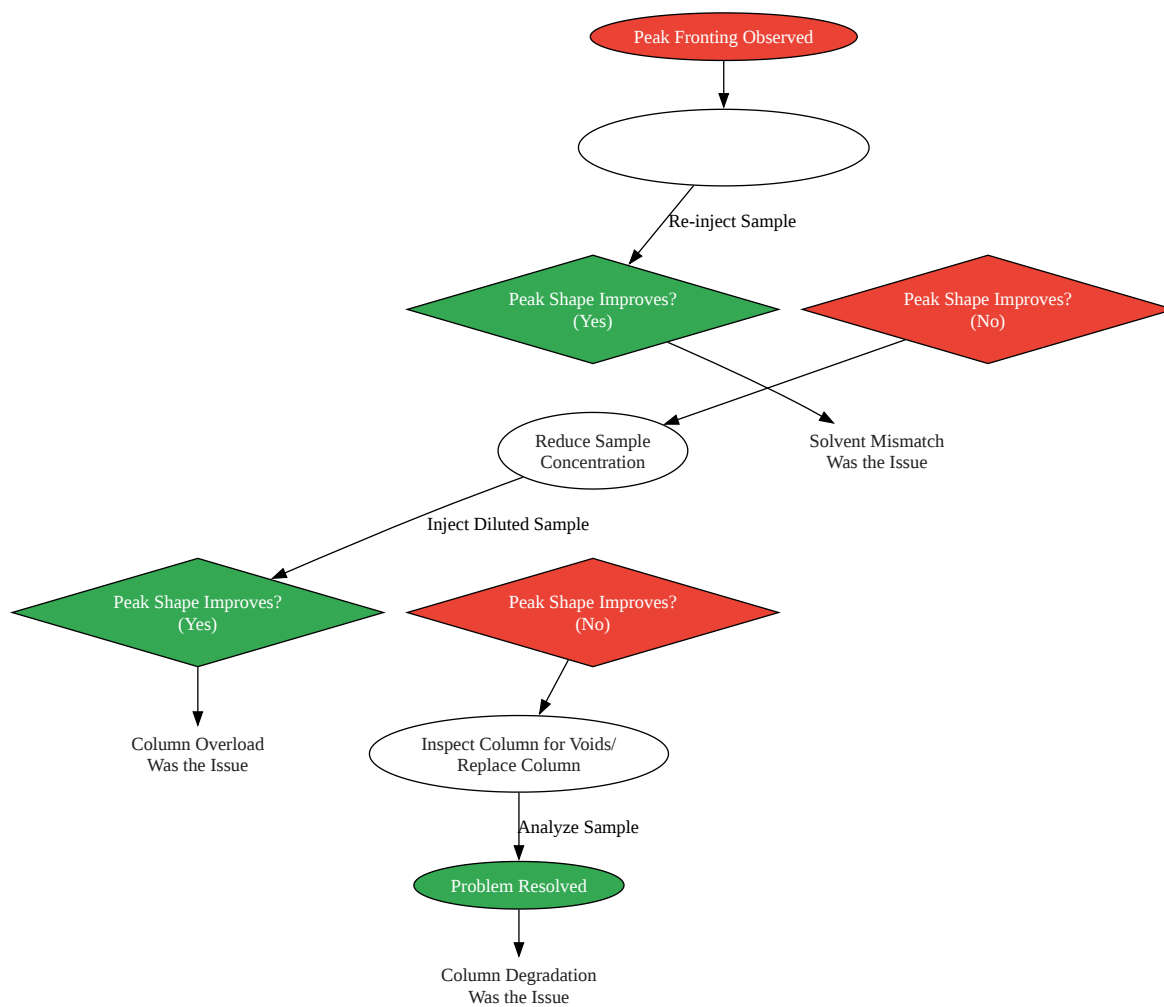 Peak Fronting Observed
Re-inject Sample
Peak Shape Improves?
(Yes)
Peak Shape Improves?
(No)
Reduce Sample
Concentration
Solvent Mismatch
Was the Issue
Inject Diluted Sample
Peak Shape Improves?
(Yes)
Peak Shape Improves?
(No)
Column Overload
Was the Issue
Inspect Column for Voids/
Replace Column
Analyze Sample
Problem Resolved
Column Degradation
Was the Issue